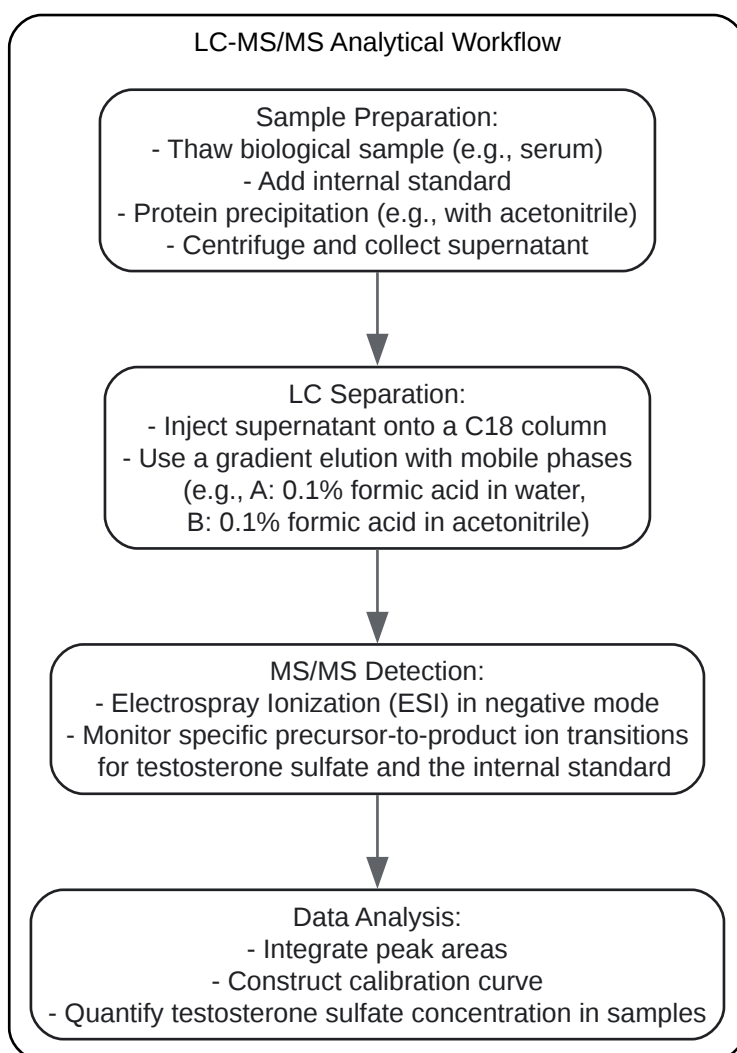 LC-MS/MS Analytical Workflow
Sample Preparation:
- Thaw biological sample (e.g., serum)
- Add internal standard
- Protein precipitation (e.g., with acetonitrile)
- Centrifuge and collect supernatant
LC Separation:
- Inject supernatant onto a C18 column
- Use a gradient elution with mobile phases
(e.g., A: 0.1% formic acid in water,
B: 0.1% formic acid in acetonitrile)
MS/MS Detection:
- Electrospray Ionization (ESI) in negative mode
- Monitor specific precursor-to-product ion transitions
for testosterone sulfate and the internal standard
Data Analysis:
- Integrate peak areas
- Construct calibration curve
- Quantify testosterone sulfate concentration in samples